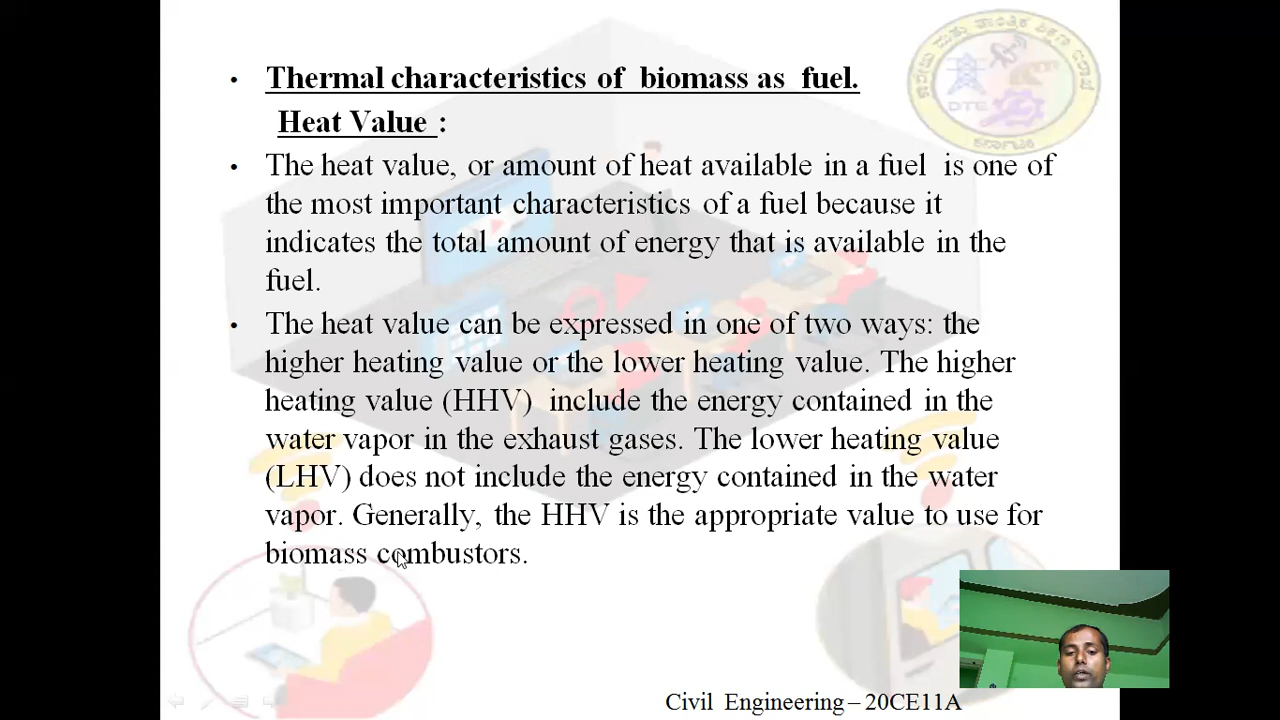 Thermal characteristics of biomass as fuel.
Heat Value :
The heat value, or amount of heat available in a fuel is one of
the most important characteristics of a fuel because it
indicates the total amount of energy that is available in the
fuel.
The heat value can be expressed in one of two ways: the
higher heating value or the lower heating value. The higher
heating value (HHV) include the energy contained in the
water vapor in the exhaust gases. The lower heating value
(LHV) does not include the energy contained in the water
vapor. Generally, the HHV is the appropriate value to use for
biomass combustors.
DTE
Civil Engineering – 20CE11A